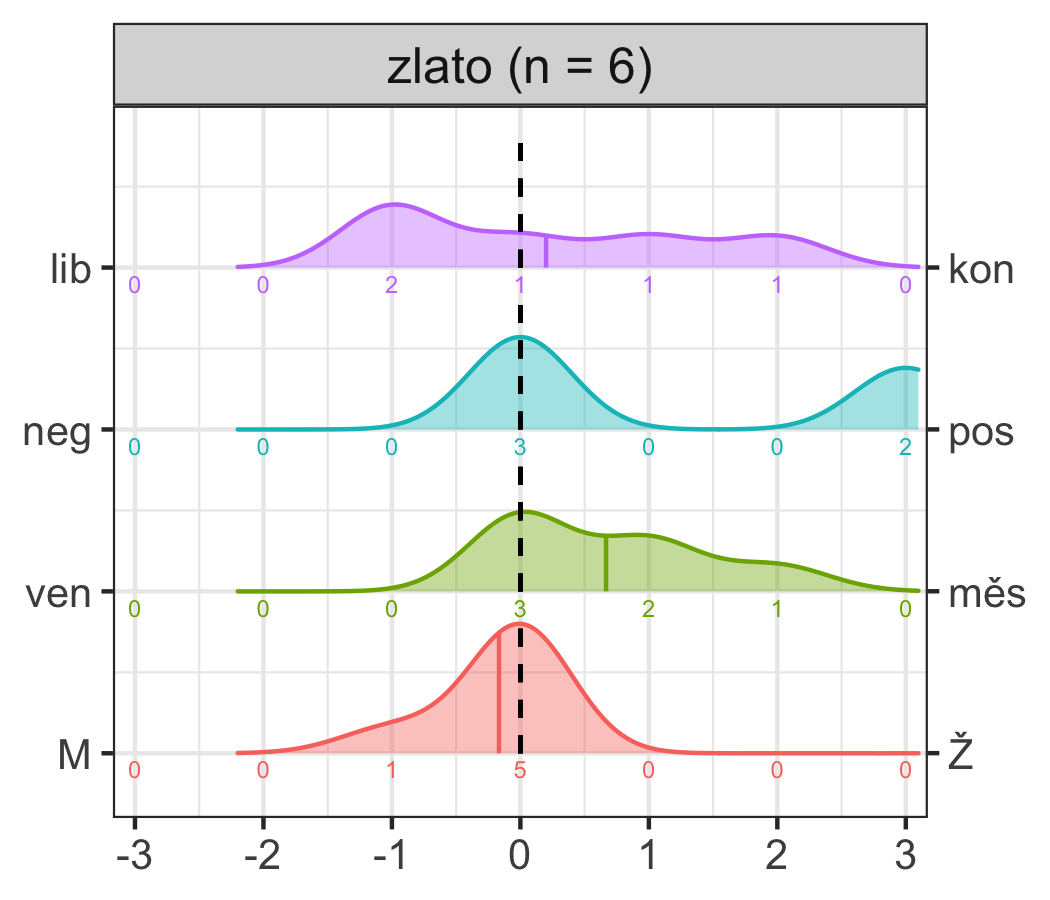 zlato (n = 6)
lib kon
0 0 2 1 1 1 0
neg pos
0 0 0 3 0 0 2
ven měs
0 0 0 3 2 1 0
M Ž
0 0 1 5 0 0 0
-3 -2 -1 0 1 2 3